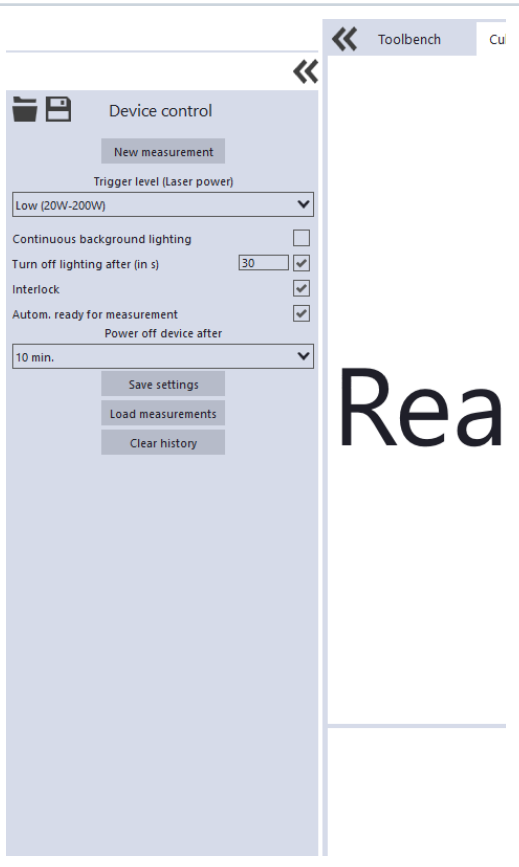 Toolbench
Device control
New measurement
Trigger level (Laser power)
Low (20W-200W)
Continuous background lighting
Turn off lighting after (in s) 30
Interlock
Autom. ready for measurement
Power off device after
10 min.
Save settings
Load measurements
Clear history
Rea